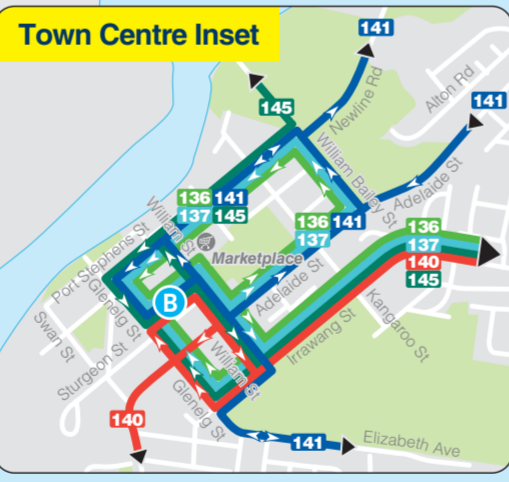 Town Centre Inset
141
Newline Rd
Alton Rd
141
145
William Bailey St
Adelaide St
136 141
137 145
William St
136 141
137
136
137
140
145
Marketplace
Port Stephens St
Adelaide St
B
Glenelg St
Swan St
Irrawang St
Kangaroo St
Sturgeon St
William St
Glenelg St
140
141
Elizabeth Ave